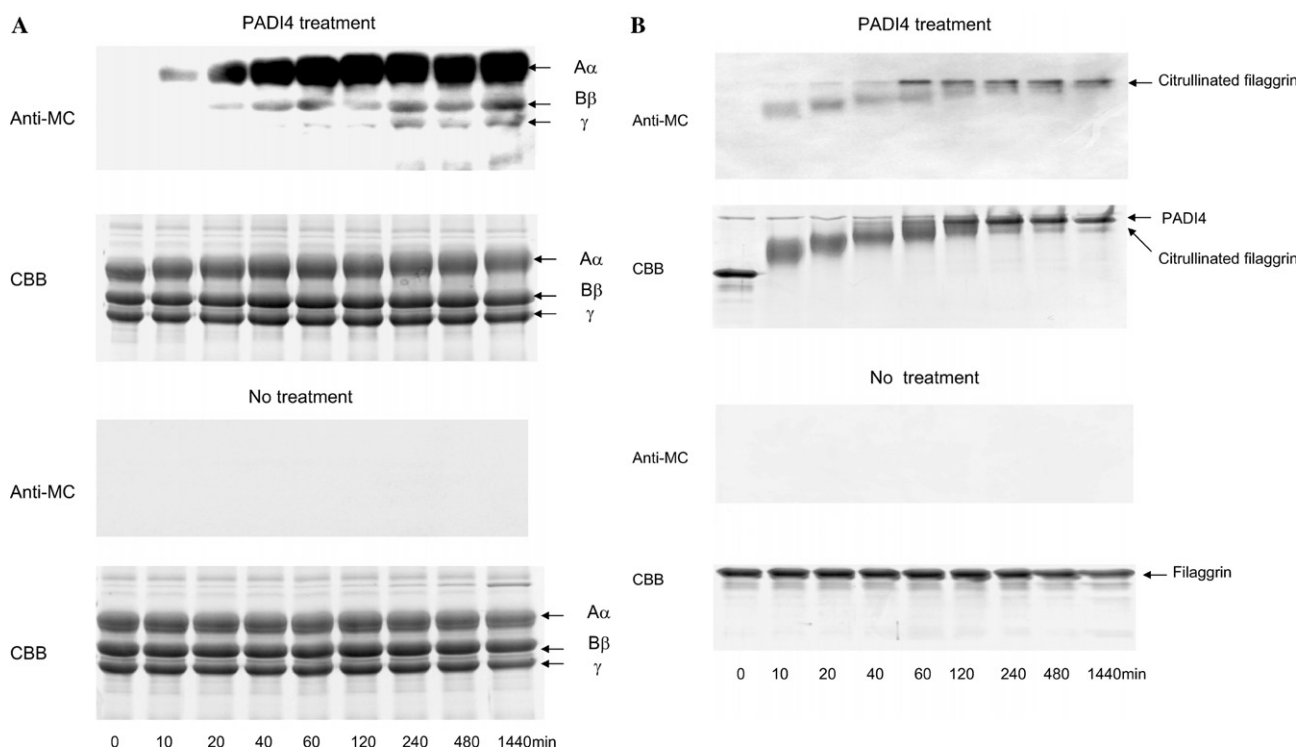 A
PADI4 treatment
Anti-MC
Aα
Bβ
γ
CBB
Aα
Bβ
γ
No treatment
Anti-MC
CBB
Aα
Bβ
γ
0 10 20 40 60 120 240 480 1440min
B
PADI4 treatment
Anti-MC
Citrullinated filaggrin
CBB
PADI4
Citrullinated filaggrin
No treatment
Anti-MC
CBB
Filaggrin
0 10 20 40 60 120 240 480 1440min